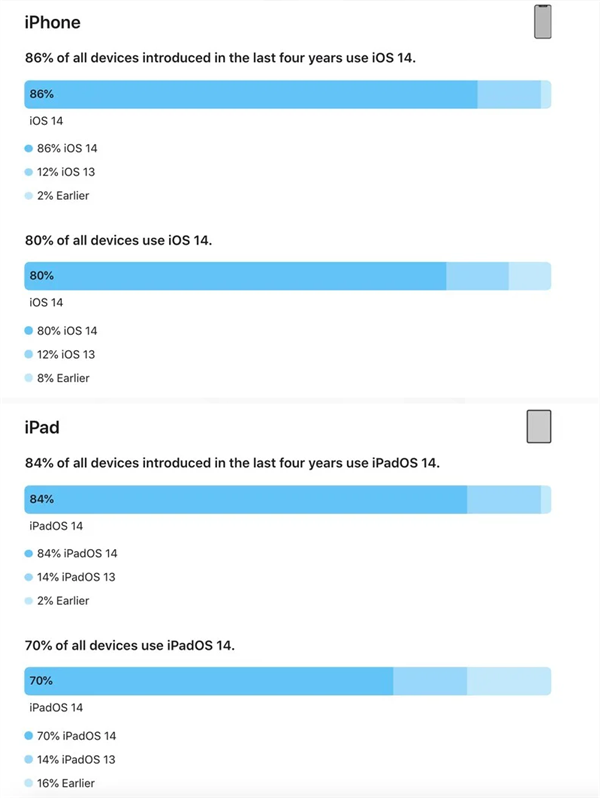 iPhone
86% of all devices introduced in the last four years use iOS 14.
86%
iOS 14
86% iOS 14
12% iOS 13
2% Earlier
80% of all devices use iOS 14.
80%
iOS 14
80% iOS 14
12% iOS 13
8% Earlier
iPad
84% of all devices introduced in the last four years use iPadOS 14.
84%
iPadOS 14
84% iPadOS 14
14% iPadOS 13
2% Earlier
70% of all devices use iPadOS 14.
70%
iPadOS 14
70% iPadOS 14
14% iPadOS 13
16% Earlier